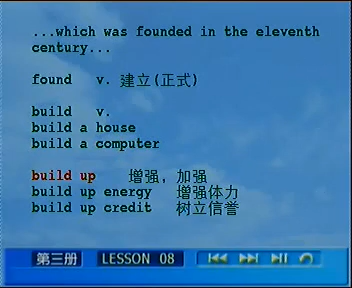 ...which was founded in the eleventh
century...
found v. 建立(正式)
build v.
build a house
build a computer
build up 增强, 加强
build up energy 增强体力
build up credit 树立信誉
第三册 LESSON 08